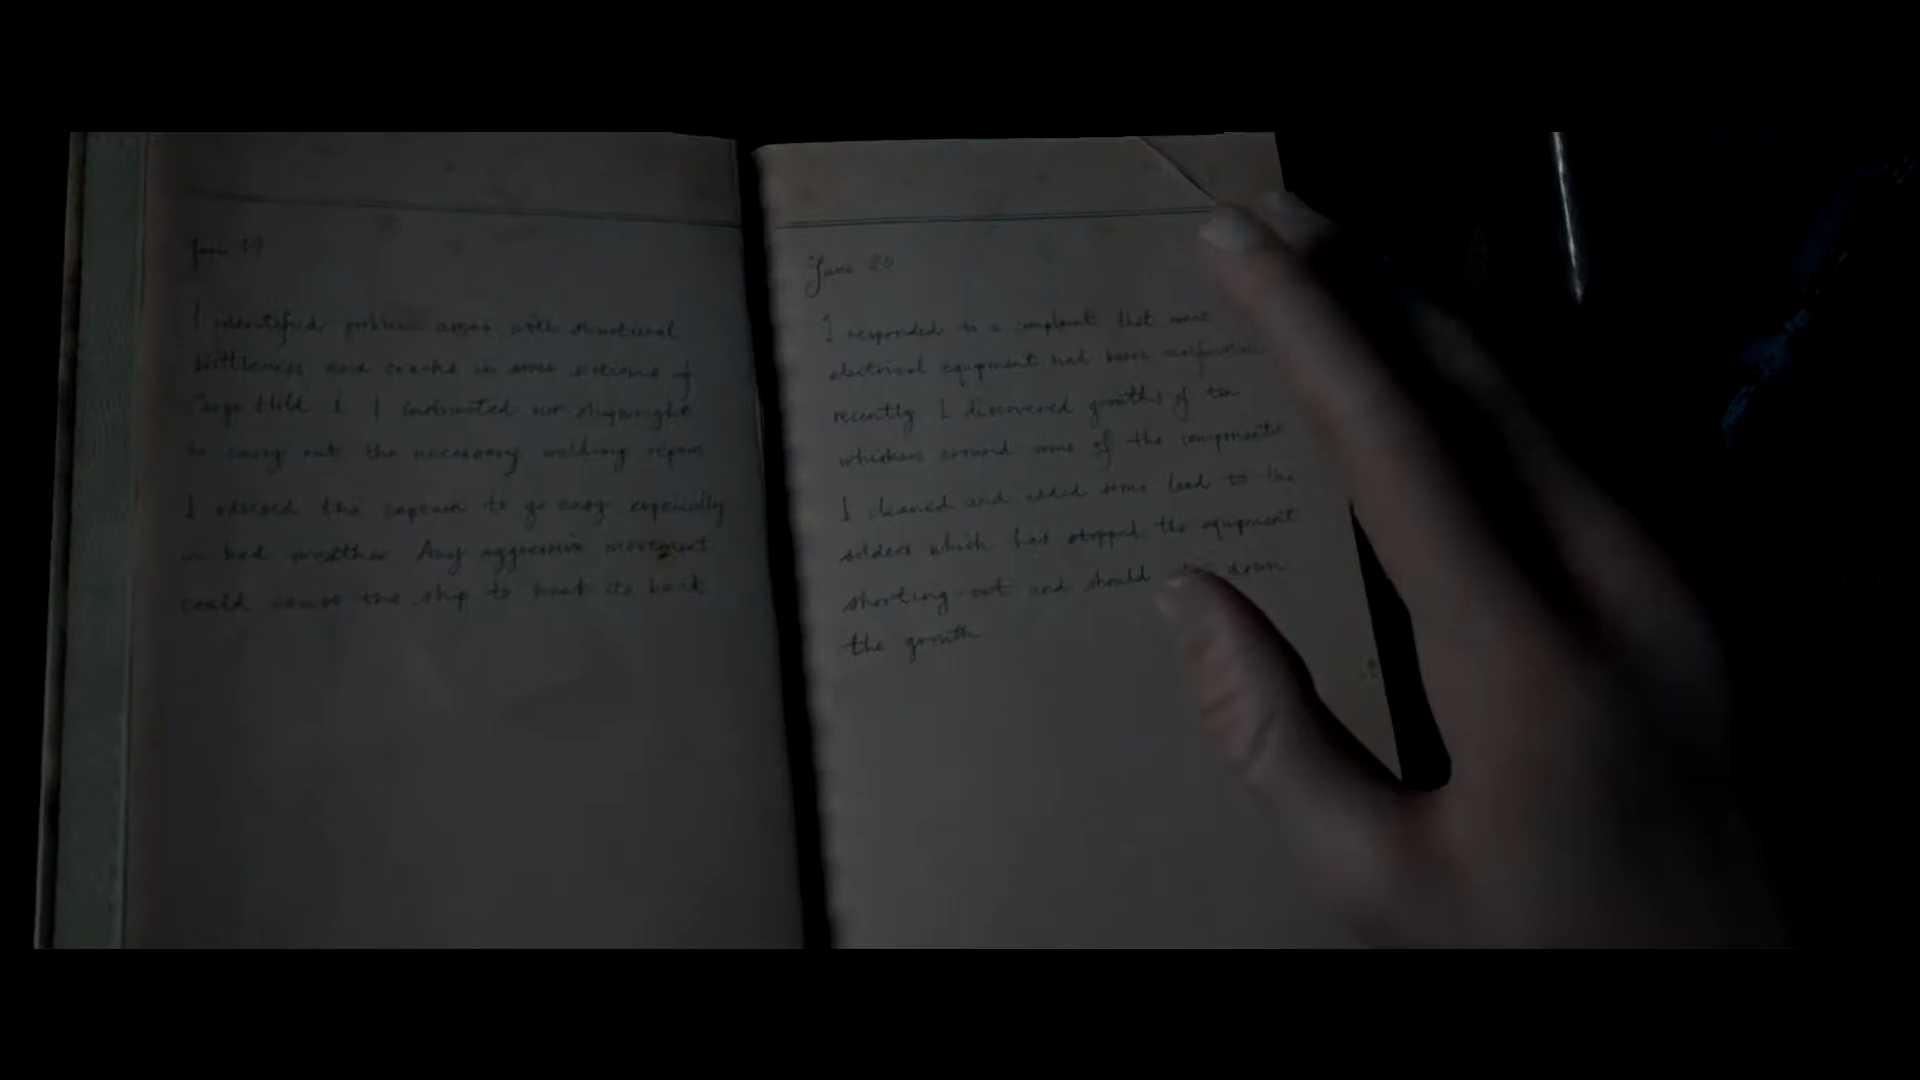 June 19
I identified problem areas with structural
brittleness and cracks in some sections of
Cargo Hold 1. I instructed our shipwright
to carry out the necessary welding repairs
I advised the captain to go easy especially
in bad weather. Any aggressive movement
could cause the ship to break its back.
June 20
I responded to a complaint that some
electrical equipment had been
recently. I discovered growths of tin
whiskers around some of the components
I cleaned and added some lead to the
solders which has stopped the equipment
shorting-out and should slow down
the growth